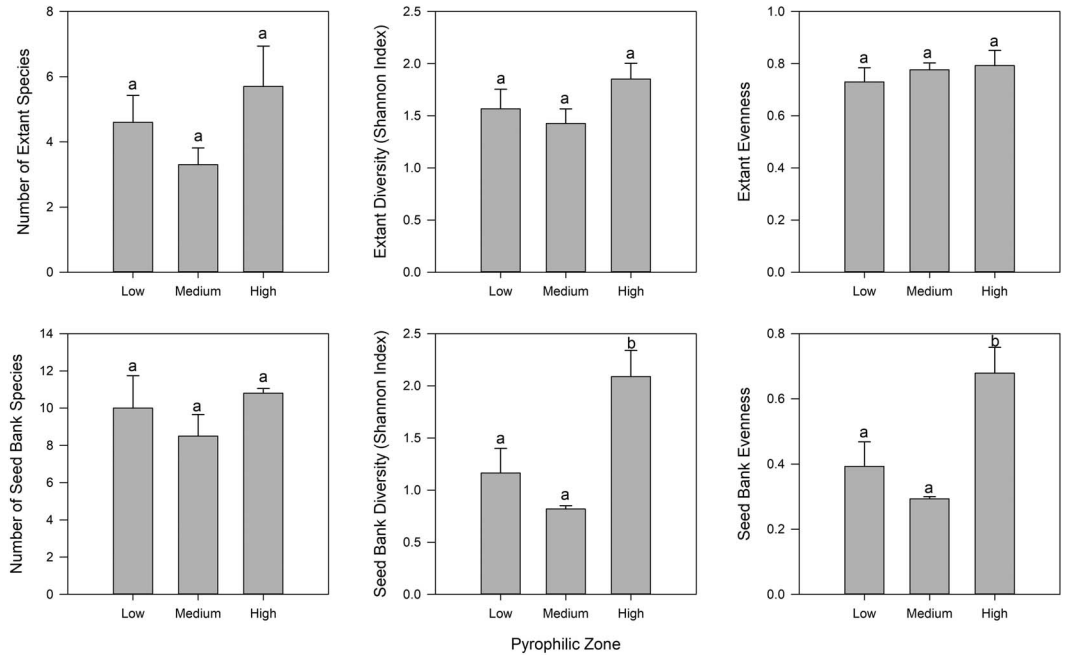 Number of Extant Species
8
6
4
2
0
a
a
a
Low Medium High
Extant Diversity (Shannon Index)
2.5
2.0
1.5
1.0
0.5
0.0
a
a
a
Low Medium High
Extant Evenness
1.0
0.8
0.6
0.4
0.2
0.0
a
a
a
Low Medium High
Number of Seed Bank Species
14
12
10
8
6
4
2
0
a
a
a
Low Medium High
Seed Bank Diversity (Shannon Index)
2.5
2.0
1.5
1.0
0.5
0.0
a
a
b
Low Medium High
Seed Bank Evenness
0.8
0.6
0.4
0.2
0.0
a
a
b
Low Medium High
Pyrophilic Zone